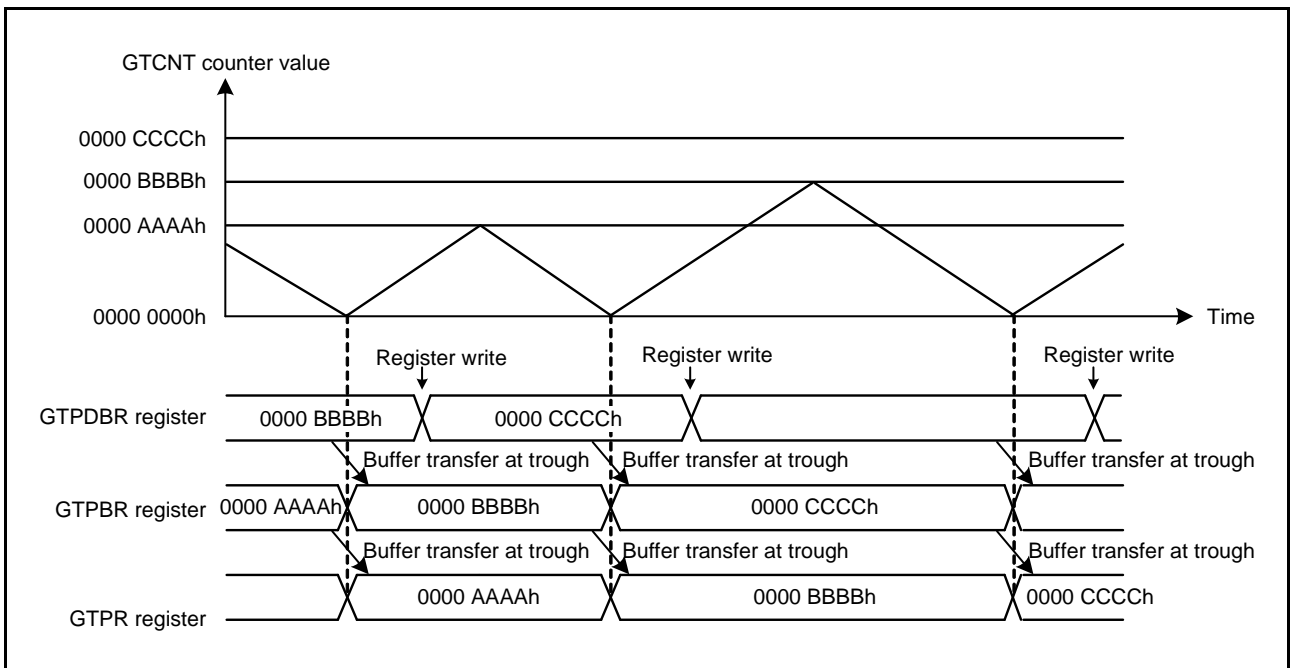 GTCNT counter value
0000 CCCCh
0000 BBBBh
0000 AAAAh
0000 0000h
Time
Register write
Register write
Register write
GTPDBR register
0000 BBBBh
0000 CCCCh
Buffer transfer at trough
Buffer transfer at trough
Buffer transfer at trough
GTPBR register
0000 AAAAh
0000 BBBBh
0000 CCCCh
Buffer transfer at trough
Buffer transfer at trough
Buffer transfer at trough
GTPR register
0000 AAAAh
0000 BBBBh
0000 CCCCh